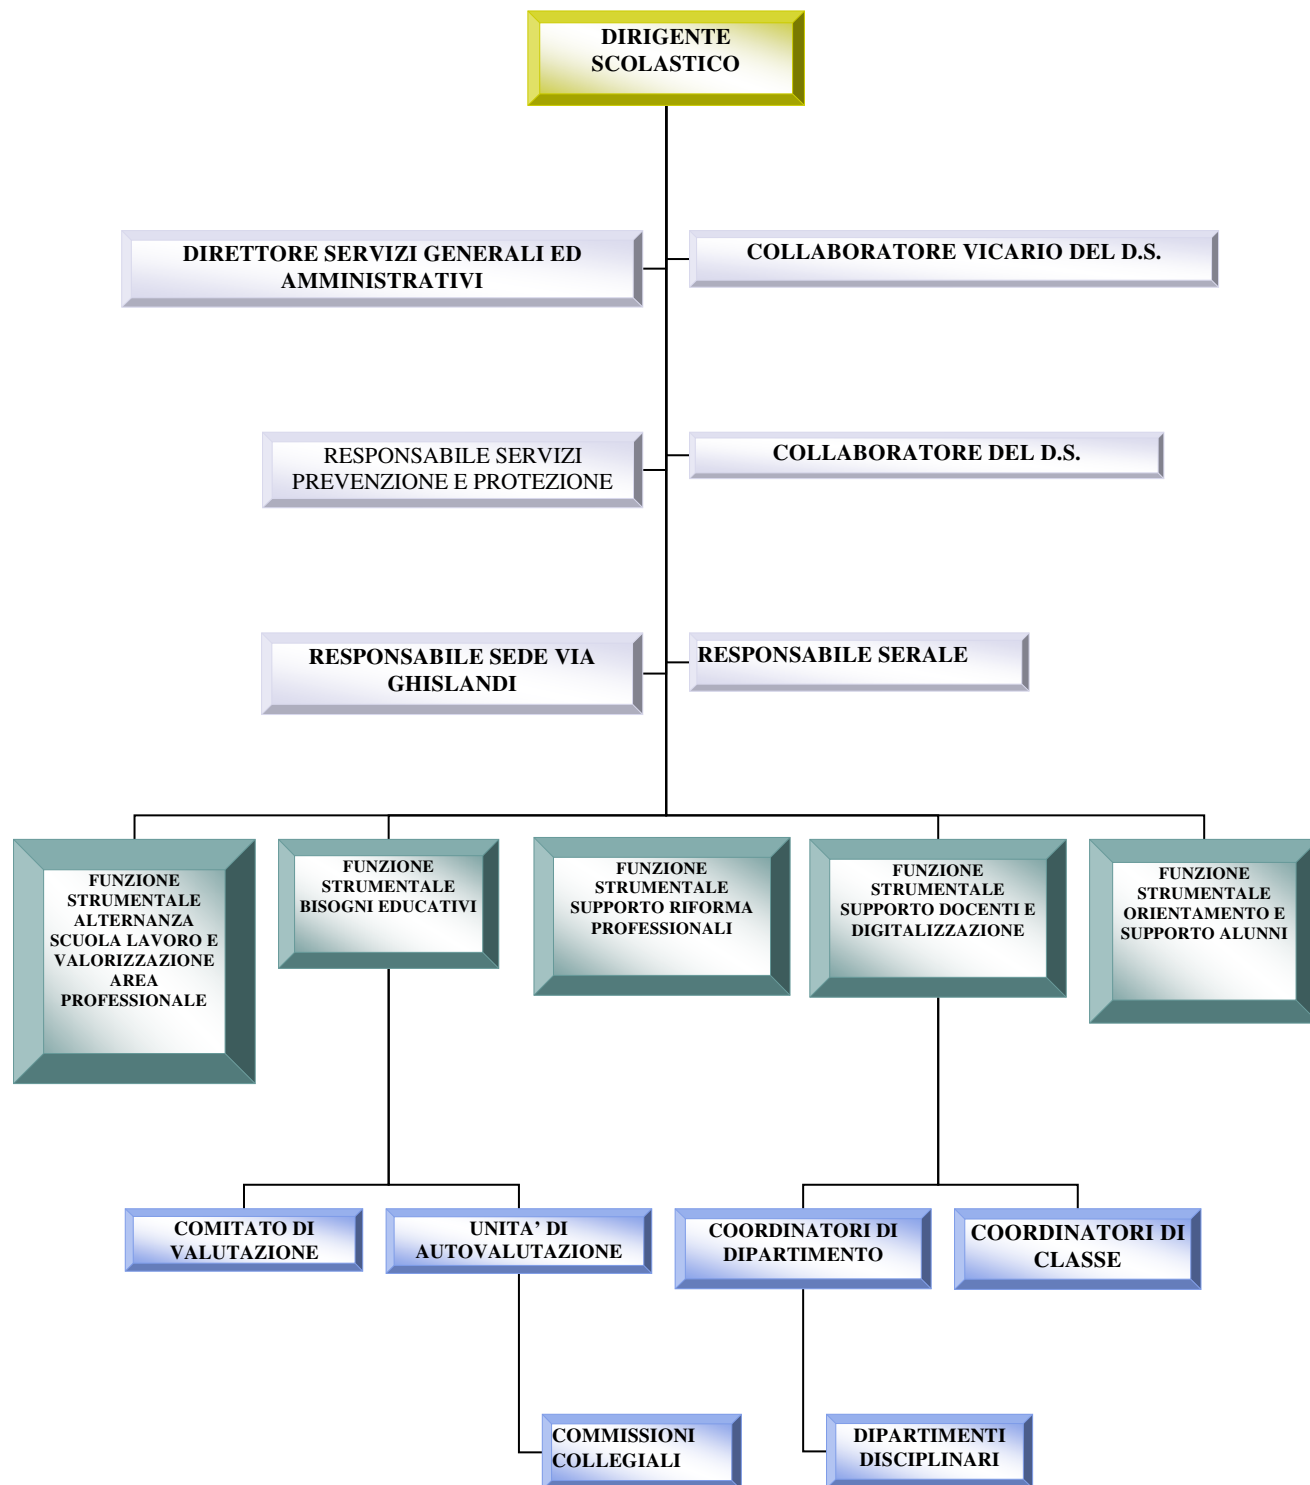 DIRIGENTE
SCOLASTICO
DIRETTORE SERVIZI GENERALI ED
AMMINISTRATIVI
COLLABORATORE VICARIO DEL D.S.
RESPONSABILE SERVIZI
PREVENZIONE E PROTEZIONE
COLLABORATORE DEL D.S.
RESPONSABILE SEDE VIA
GHISLANDI
RESPONSABILE SERALE
FUNZIONE
STRUMENTALE
ALTERNANZA
SCUOLA LAVORO E
VALORIZZAZIONE
AREA
PROFESSIONALE
FUNZIONE
STRUMENTALE
BISOGNI EDUCATIVI
FUNZIONE
STRUMENTALE
SUPPORTO RIFORMA
PROFESSIONALI
FUNZIONE
STRUMENTALE
SUPPORTO DOCENTI E
DIGITALIZZAZIONE
FUNZIONE
STRUMENTALE
ORIENTAMENTO E
SUPPORTO ALUNNI
COMITATO DI
VALUTAZIONE
UNITA’ DI
AUTOVALUTAZIONE
COORDINATORI DI
DIPARTIMENTO
COORDINATORI DI
CLASSE
COMMISSIONI
COLLEGIALI
DIPARTIMENTI
DISCIPLINARI